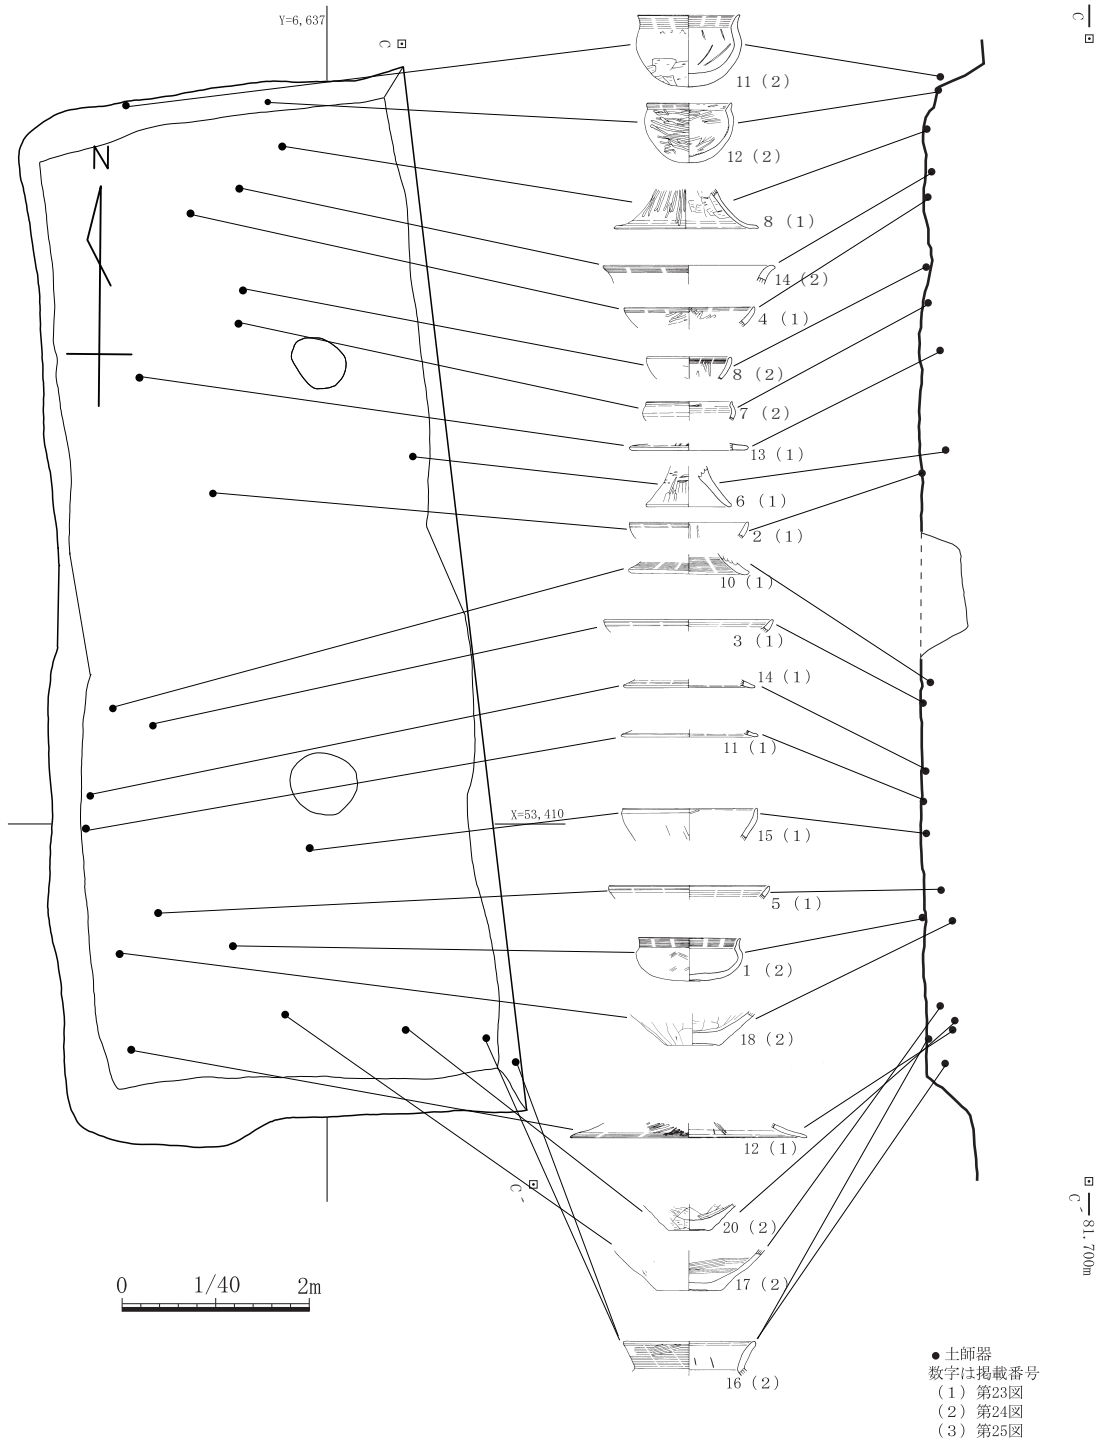 Y=6,637
C
C
11（2）
12（2）
N
8（1）
14（2）
4（1）
8（2）
7（2）
13（1）
6（1）
2（1）
10（1）
3（1）
14（1）
11（1）
X=53,410
15（1）
5（1）
1（2）
18（2）
12（1）
C'
C'
81.700m
20（2）
17（2）
0 1/40 2m
16（2）
●土師器
数字は掲載番号
（1）第23図
（2）第24図
（3）第25図